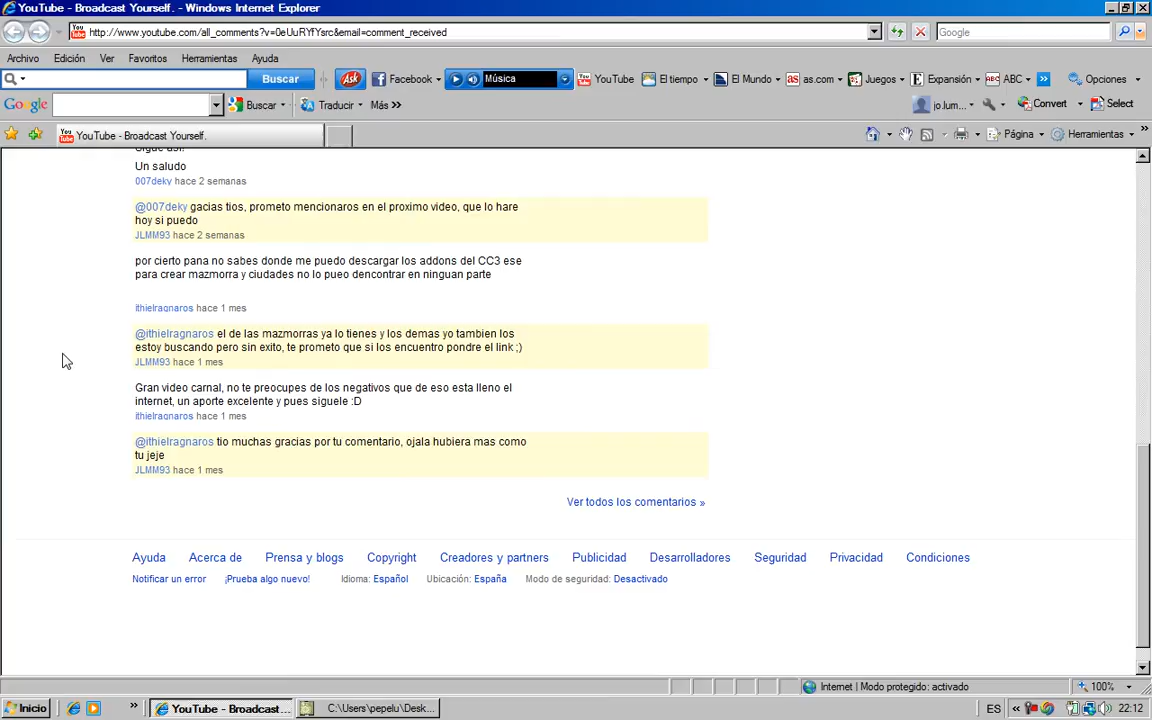 YouTube - Broadcast Yourself. - Windows Internet Explorer
http://www.youtube.com/all_comments?v=0eUuRYfYsrc&email=comment_received
Google
Archivo Edición Ver Favoritos Herramientas Ayuda
Buscar Ask Facebook Música YouTube El tiempo El Mundo as.com Juegos Expansión ABC » Opciones
Google Buscar Traducir Más » jo.lum... Convert Select
YouTube - Broadcast Yourself. Página Herramientas »
Sigue asi!
Un saludo
007deky hace 2 semanas
@007deky gacias tios, prometo mencionaros en el proximo video, que lo hare
hoy si puedo
JLMM93 hace 2 semanas
por cierto pana no sabes donde me puedo descargar los addons del CC3 ese
para crear mazmorra y ciudades no lo pueo dencontrar en ninguan parte
ithielragnaros hace 1 mes
@ithielragnaros el de las mazmorras ya lo tienes y los demas yo tambien los
estoy buscando pero sin exito, te prometo que si los encuentro pondre el link ;)
JLMM93 hace 1 mes
Gran video carnal, no te preocupes de los negativos que de eso esta lleno el
internet, un aporte excelente y pues siguele :D
ithielragnaros hace 1 mes
@ithielragnaros tio muchas gracias por tu comentario, ojala hubiera mas como
tu jeje
JLMM93 hace 1 mes
Ver todos los comentarios »
Ayuda Acerca de Prensa y blogs Copyright Creadores y partners Publicidad Desarrolladores Seguridad Privacidad Condiciones
Notificar un error ¡Prueba algo nuevo! Idioma: Español Ubicación: España Modo de seguridad: Desactivado
Internet | Modo protegido: activado 100%
Inicio » YouTube - Broadcast... C:\Users\pepelu\Desk... ES « 22:12